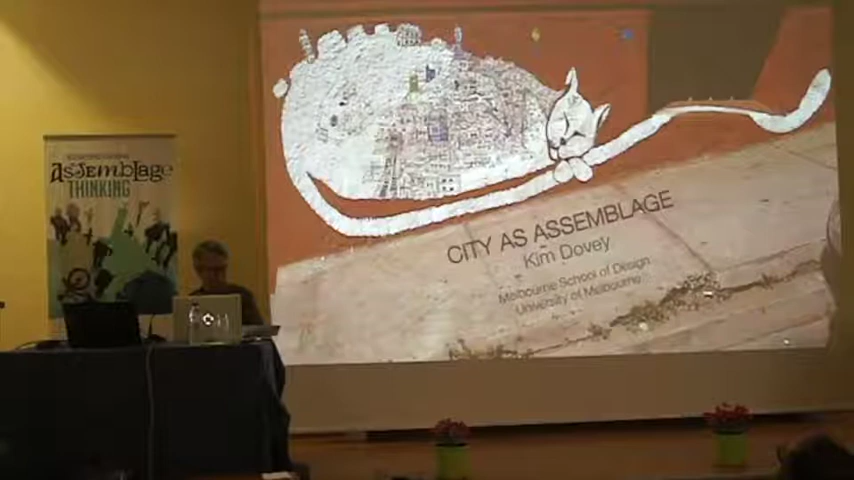 Assemblage
THINKING
CITY AS ASSEMBLAGE
Kim Dovey
Melbourne School of Design
University of Melbourne